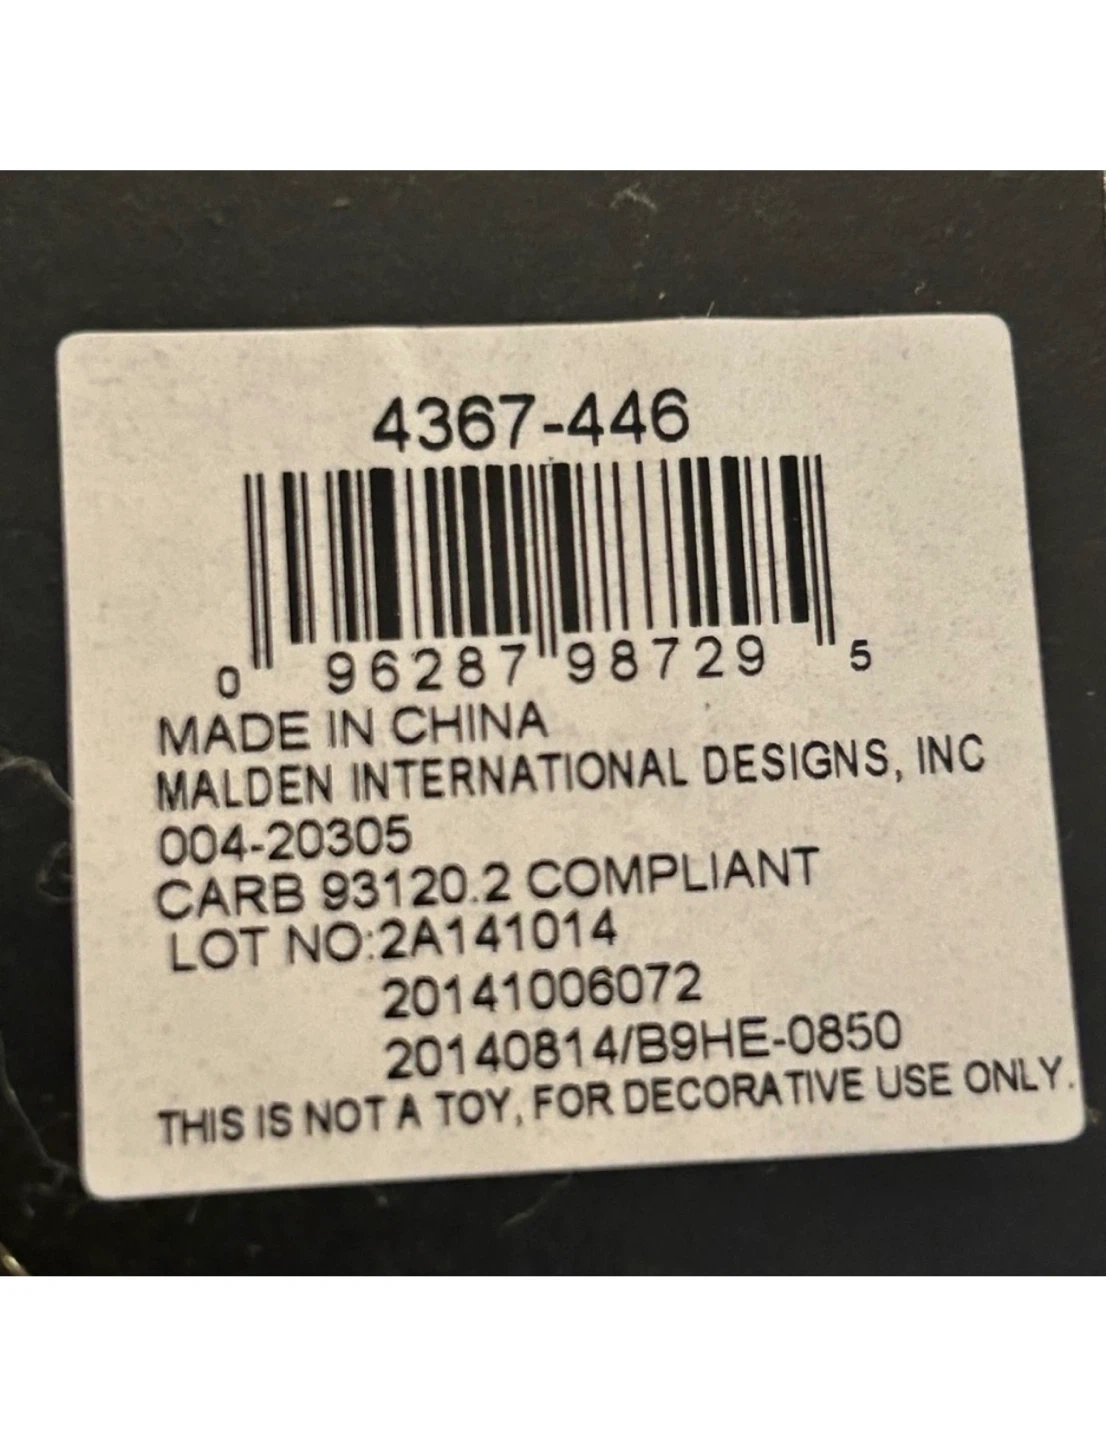 4367-446
0 96287 98729 5
MADE IN CHINA
MALDEN INTERNATIONAL DESIGNS, INC
004-20305
CARB 93120.2 COMPLIANT
LOT NO:2A141014
20141006072
20140814/B9HE-0850
THIS IS NOT A TOY, FOR DECORATIVE USE ONLY.